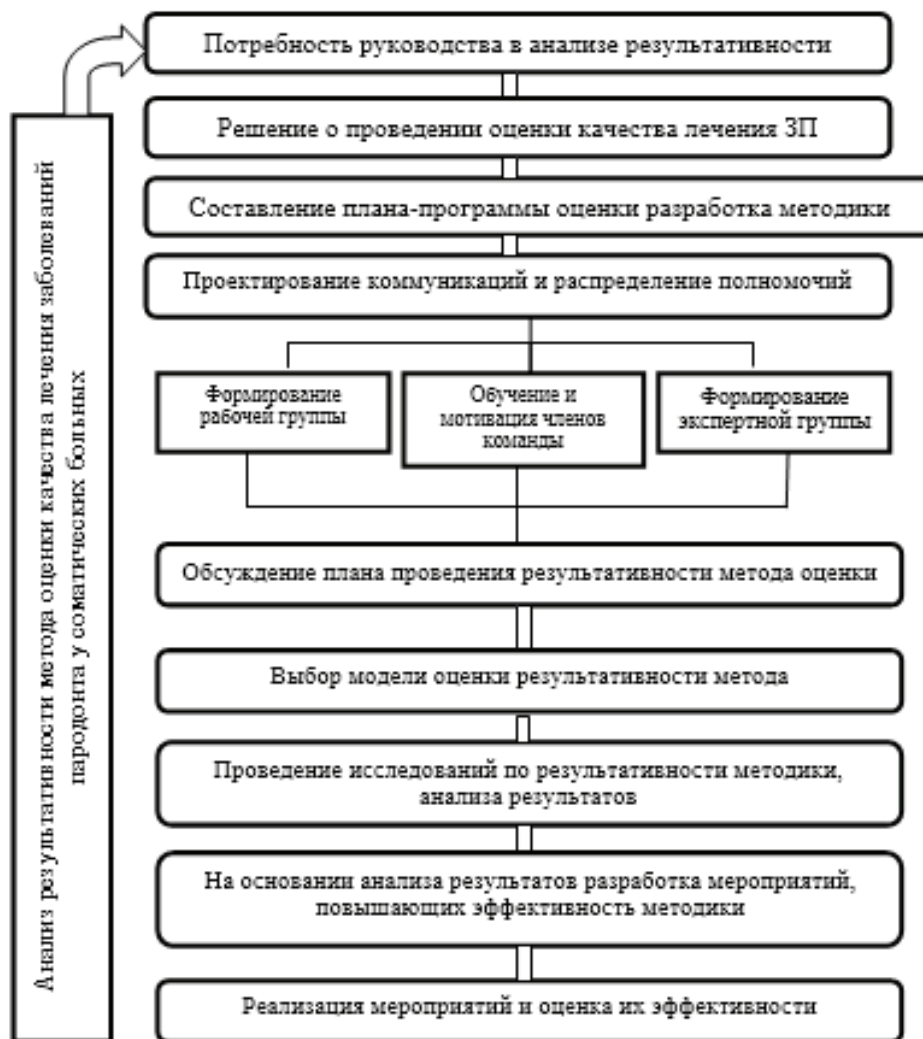 Потребность руководства в анализе результативности
Решение о проведении оценки качества лечения ЗП
Составление плана-программы оценки разработка методики
Проектирование коммуникаций и распределение полномочий
Формирование
рабочей группы
Обучение и
мотивация членов
команды
Формирование
экспертной группы
Обсуждение плана проведения результативности метода оценки
Выбор модели оценки результативности метода
Проведение исследований по результативности методики,
анализа результатов
На основании анализа результатов разработка мероприятий,
повышающих эффективность методики
Реализация мероприятий и оценка их эффективности
Анализ результативности метода оценки качества лечения заболеваний
пародонта у соматических больных